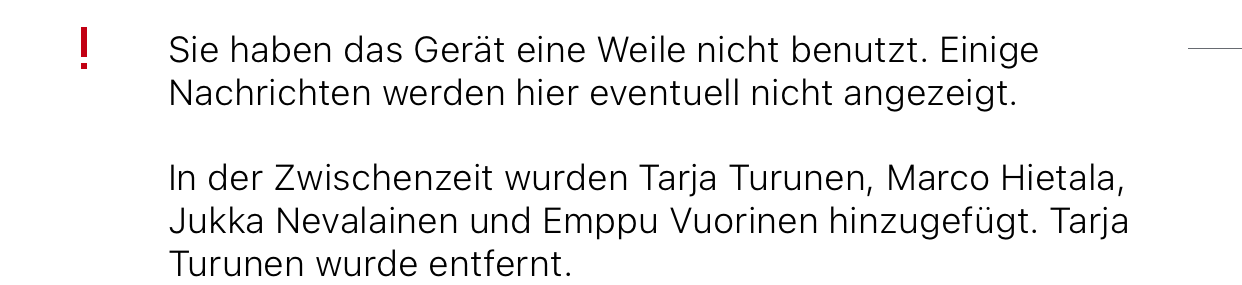 !
Sie haben das Gerät eine Weile nicht benutzt. Einige
Nachrichten werden hier eventuell nicht angezeigt.
In der Zwischenzeit wurden Tarja Turunen, Marco Hietala,
Jukka Nevalainen und Emppu Vuorinen hinzugefügt. Tarja
Turunen wurde entfernt.